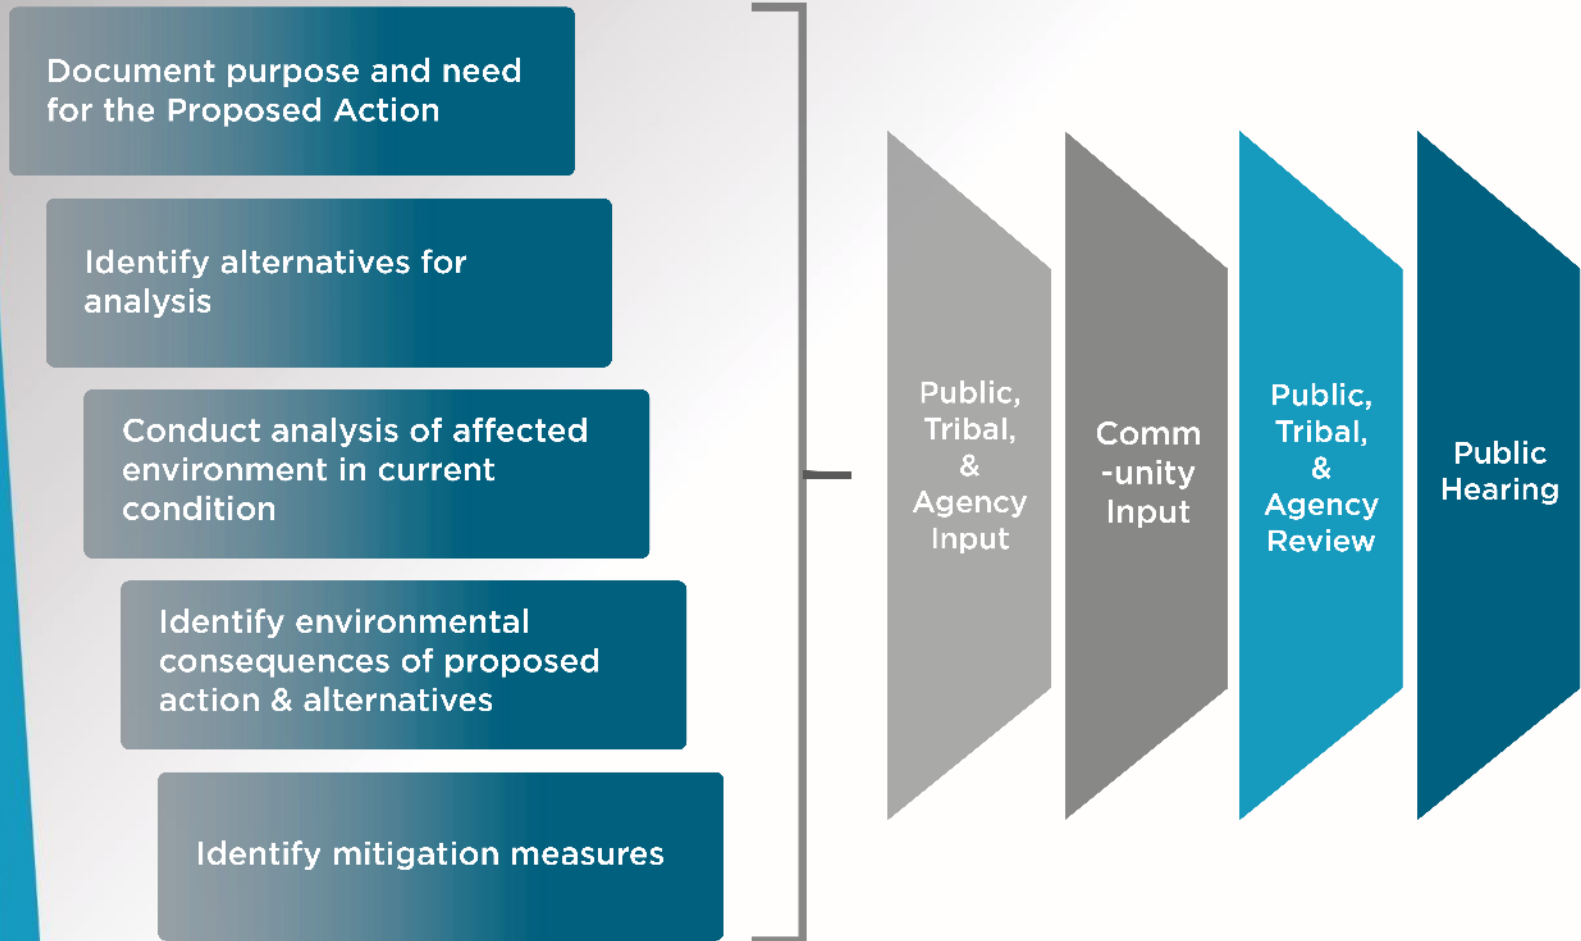 Document purpose and need
for the Proposed Action
Identify alternatives for
analysis
Conduct analysis of affected
environment in current
condition
Identify environmental
consequences of proposed
action & alternatives
Identify mitigation measures
Public,
Tribal,
&
Agency
Input
Comm
-unity
Input
Public,
Tribal,
&
Agency
Review
Public
Hearing